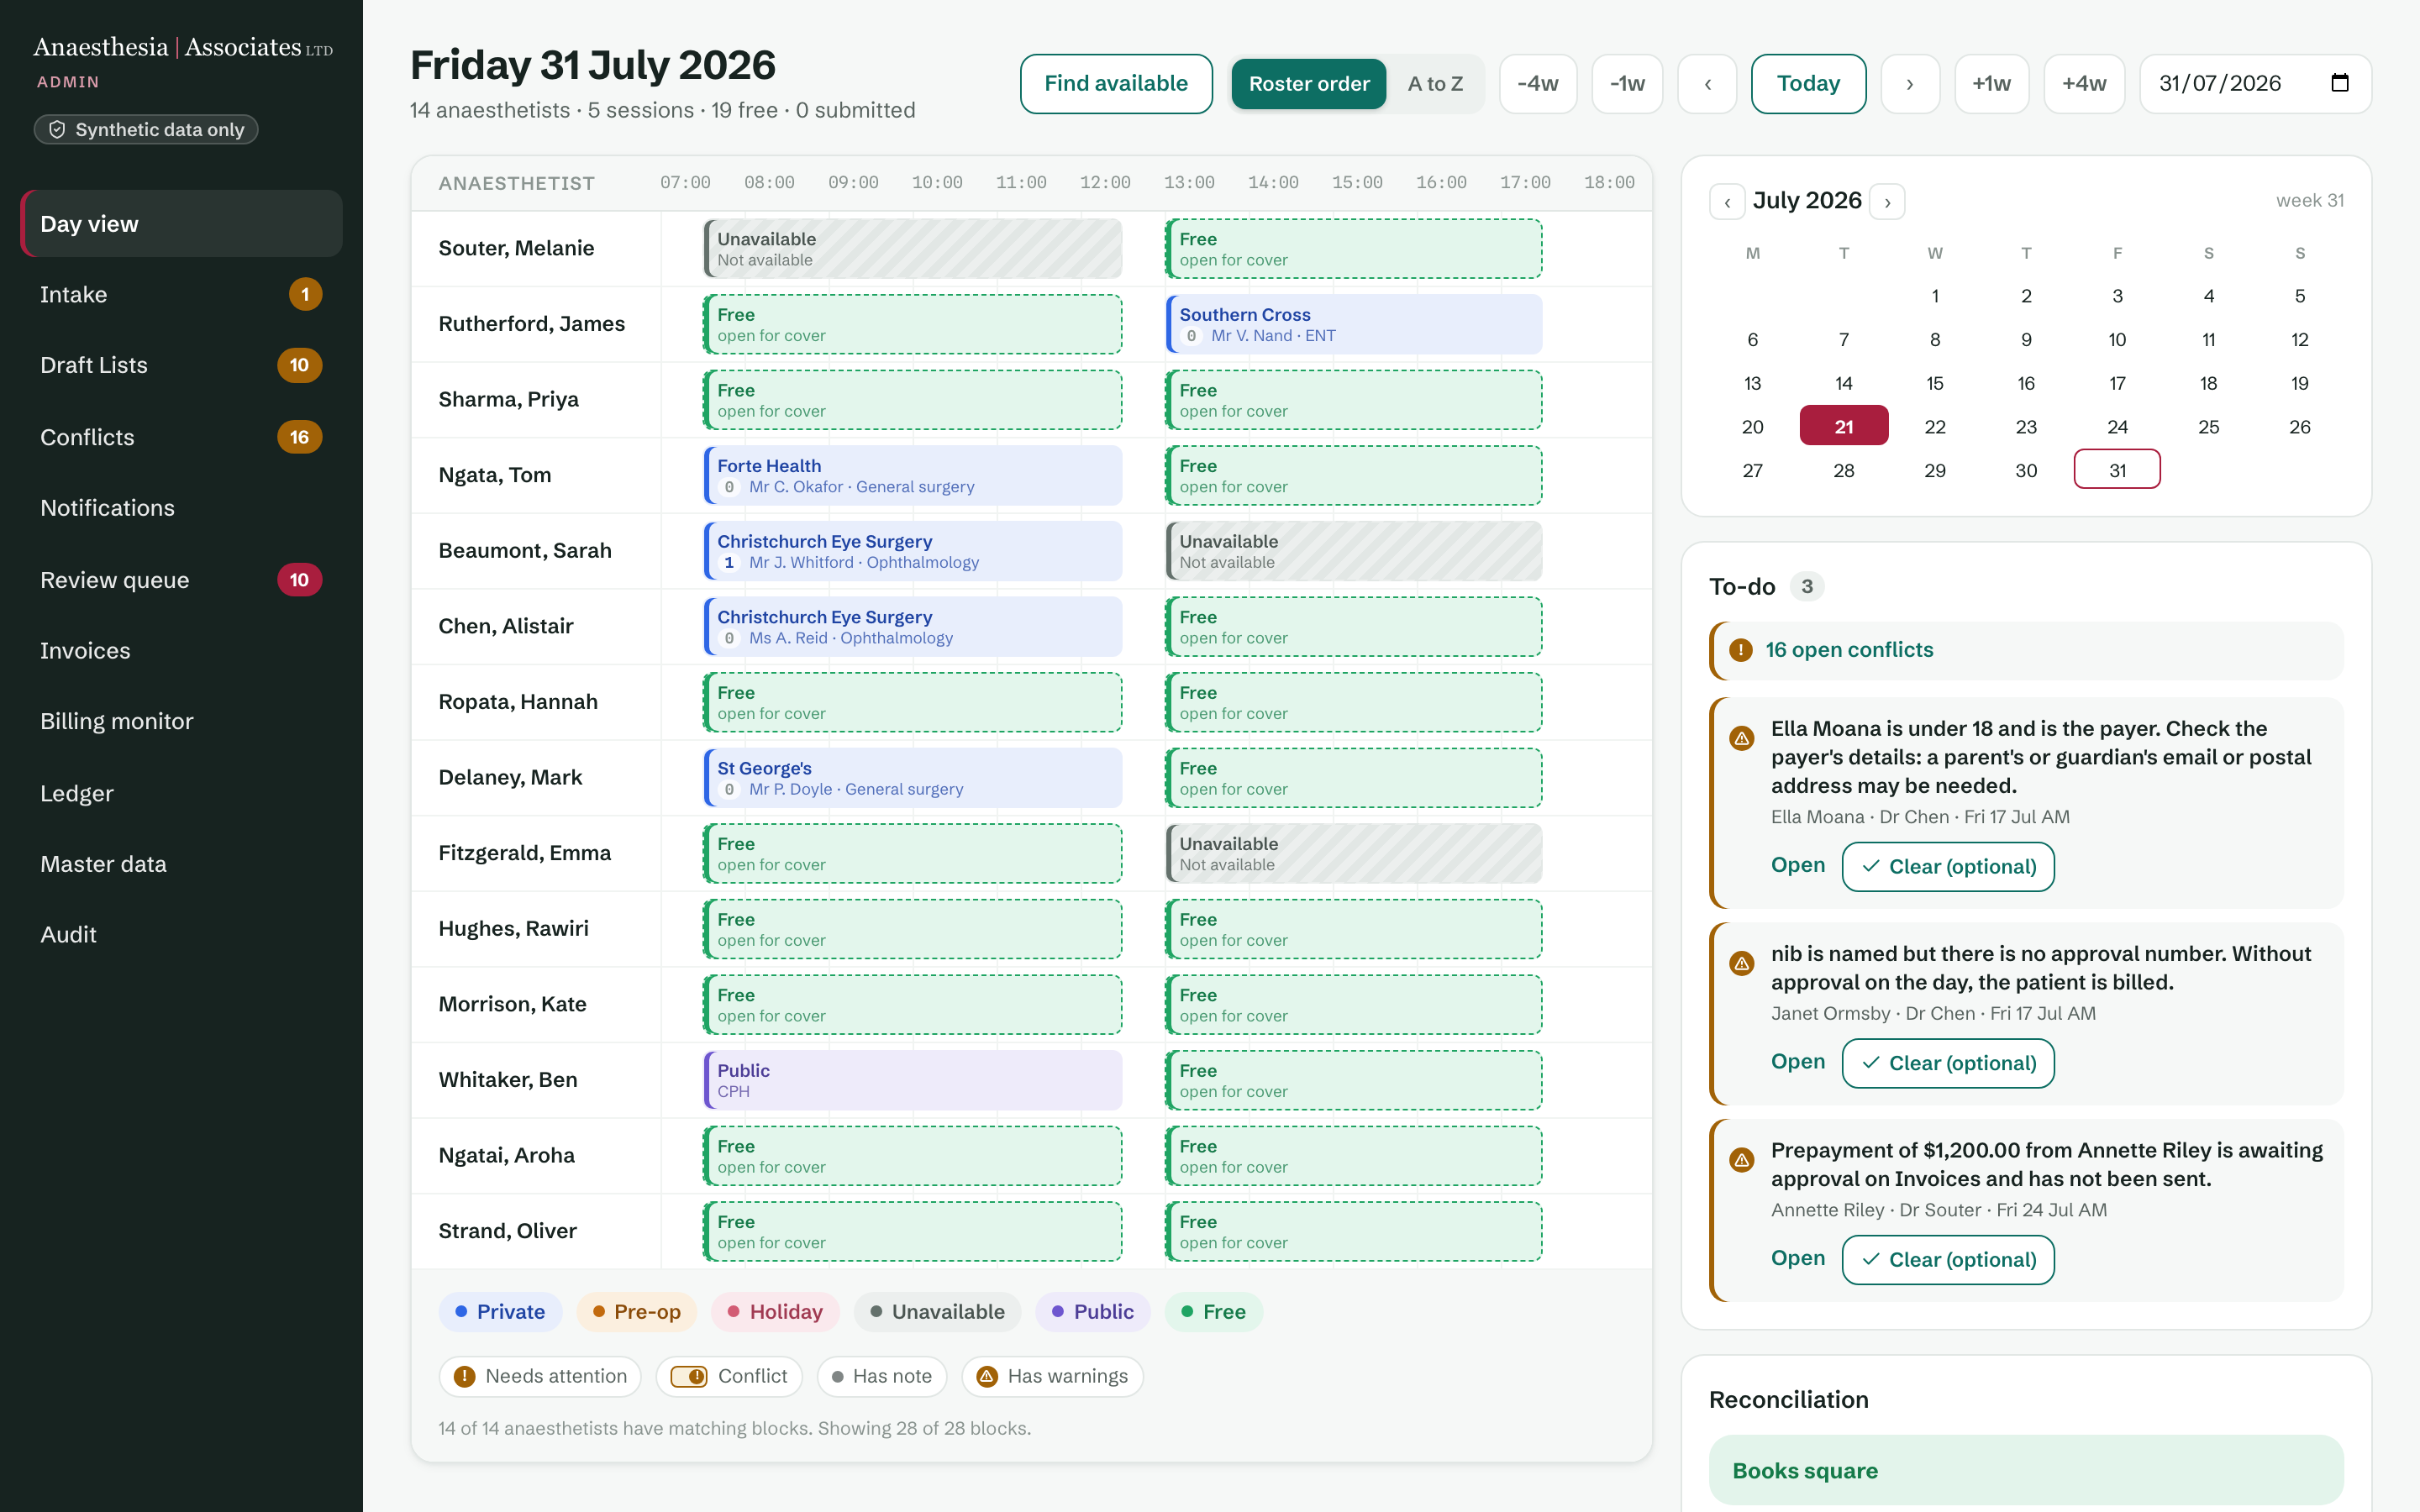 Anaesthesia | Associates LTD
ADMIN
Synthetic data only
Day view
Intake 1
Draft Lists 10
Conflicts 16
Notifications
Review queue 10
Invoices
Billing monitor
Ledger
Master data
Audit
Friday 31 July 2026
14 anaesthetists · 5 sessions · 19 free · 0 submitted
Find available Roster order A to Z -4w -1w ‹ Today › +1w +4w 31/07/2026
ANAESTHETIST 07:00 08:00 09:00 10:00 11:00 12:00 13:00 14:00 15:00 16:00 17:00 18:00
Souter, Melanie
Unavailable
Not available
Free
open for cover
Rutherford, James
Free
open for cover
Southern Cross
0 Mr V. Nand · ENT
Sharma, Priya
Free
open for cover
Free
open for cover
Ngata, Tom
Forte Health
0 Mr C. Okafor · General surgery
Free
open for cover
Beaumont, Sarah
Christchurch Eye Surgery
1 Mr J. Whitford · Ophthalmology
Unavailable
Not available
Chen, Alistair
Christchurch Eye Surgery
0 Ms A. Reid · Ophthalmology
Free
open for cover
Ropata, Hannah
Free
open for cover
Free
open for cover
Delaney, Mark
St George's
0 Mr P. Doyle · General surgery
Free
open for cover
Fitzgerald, Emma
Free
open for cover
Unavailable
Not available
Hughes, Rawiri
Free
open for cover
Free
open for cover
Morrison, Kate
Free
open for cover
Free
open for cover
Whitaker, Ben
Public
CPH
Free
open for cover
Ngatai, Aroha
Free
open for cover
Free
open for cover
Strand, Oliver
Free
open for cover
Free
open for cover
Private Pre-op Holiday Unavailable Public Free
Needs attention Conflict Has note Has warnings
14 of 14 anaesthetists have matching blocks. Showing 28 of 28 blocks.
‹ July 2026 › week 31
M T W T F S S
1 2 3 4 5
6 7 8 9 10 11 12
13 14 15 16 17 18 19
20 21 22 23 24 25 26
27 28 29 30 31
To-do 3
16 open conflicts
Ella Moana is under 18 and is the payer. Check the
payer's details: a parent's or guardian's email or postal
address may be needed.
Ella Moana · Dr Chen · Fri 17 Jul AM
Open Clear (optional)
nib is named but there is no approval number. Without
approval on the day, the patient is billed.
Janet Ormsby · Dr Chen · Fri 17 Jul AM
Open Clear (optional)
Prepayment of $1,200.00 from Annette Riley is awaiting
approval on Invoices and has not been sent.
Annette Riley · Dr Souter · Fri 24 Jul AM
Open Clear (optional)
Reconciliation
Books square